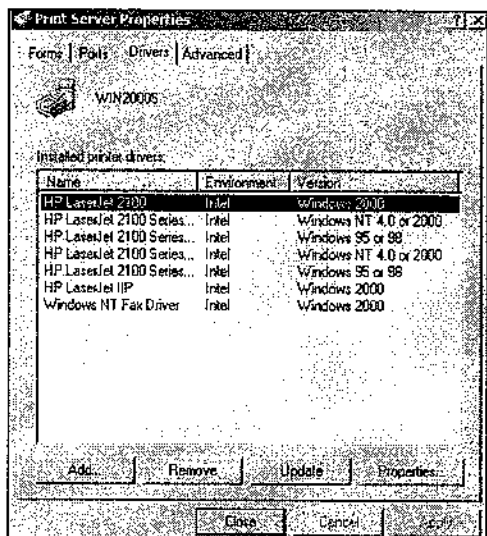 Print Server Properties
Forms Ports Drivers Advanced
WIN2000S
Installed printer drivers:
Name Environment Version
HP LaserJet 2100 Intel Windows 2000
HP LaserJet 2100 Series... Intel Windows NT 4.0 or 2000
HP LaserJet 2100 Series... Intel Windows 95 or 98
HP LaserJet 2100 Series... Intel Windows NT 4.0 or 2000
HP LaserJet 2100 Series... Intel Windows 95 or 98
HP LaserJet IIP Intel Windows 2000
Windows NT Fax Driver Intel Windows 2000
Add... Remove Update Properties...
Close Cancel Apply